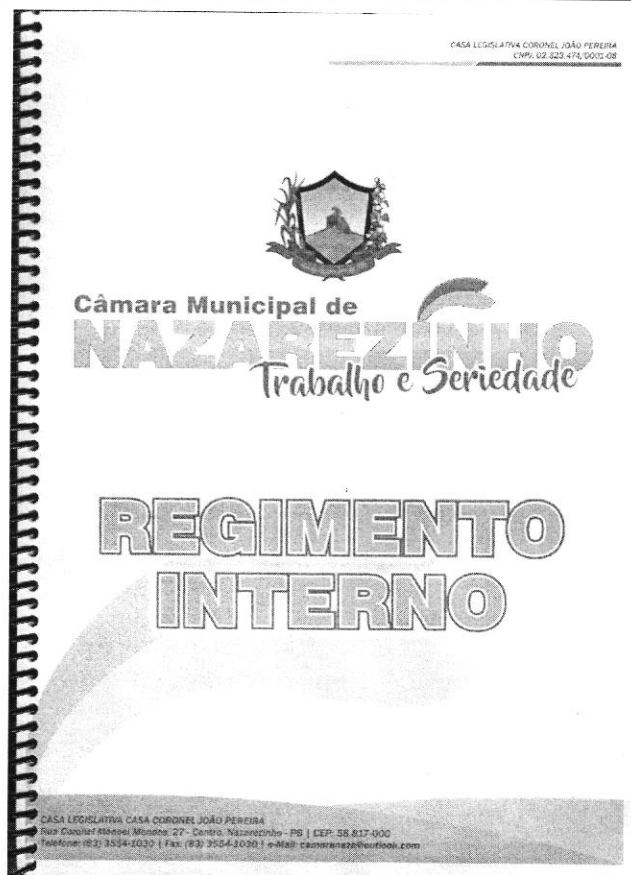 CASA LEGISLATIVA CORONEL JOÃO PEREIRA
CNPJ. 02.823.474/0001-08
Câmara Municipal de
NAZAREZINHO
Trabalho e Seriedade
REGIMENTO
INTERNO
CASA LEGISLATIVA CASA CORONEL JOÃO PEREIRA
Rua Coronel Manoel Mendes, 27 - Centro, Nazarezinho - PB | CEP: 58.817-000
Telefone: (83) 3554-1030 | Fax: (83) 3554-1030 | e-Mail: camaranaza@outlook.com